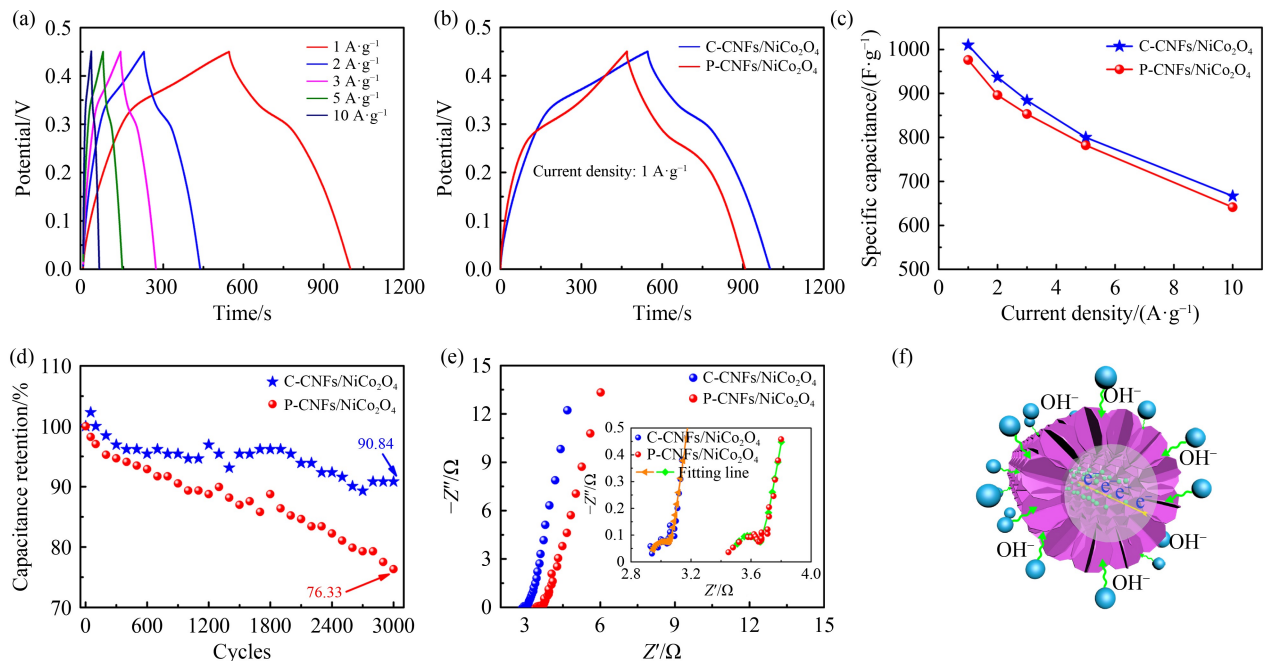 (a)
0.5
0.4
0.3
0.2
0.1
0.0
Potential/V
0
300
600
900
1200
Time/s
1 A·g⁻¹
2 A·g⁻¹
3 A·g⁻¹
5 A·g⁻¹
10 A·g⁻¹
(b)
0.5
0.4
0.3
0.2
0.1
0.0
Potential/V
0
300
600
900
1200
Time/s
C-CNFs/NiCo₂O₄
P-CNFs/NiCo₂O₄
Current density: 1 A·g⁻¹
(c)
1000
900
800
700
600
500
Specific capacitance/(F·g⁻¹)
0
2
4
6
8
10
Current density/(A·g⁻¹)
C-CNFs/NiCo₂O₄
P-CNFs/NiCo₂O₄
(d)
110
100
90
80
70
Capacitance retention/%
0
600
1200
1800
2400
3000
Cycles
C-CNFs/NiCo₂O₄
P-CNFs/NiCo₂O₄
90.84
76.33
(e)
15
12
9
6
3
0
−Z″/Ω
3
6
9
12
15
Z′/Ω
C-CNFs/NiCo₂O₄
P-CNFs/NiCo₂O₄
0.5
0.4
0.3
0.2
0.1
0
−Z″/Ω
2.8
3.2
3.6
4.0
Z′/Ω
C-CNFs/NiCo₂O₄
P-CNFs/NiCo₂O₄
Fitting line
(f)
OH⁻
OH⁻
OH⁻
OH⁻
OH⁻
OH⁻
e⁻ e⁻ e⁻ e⁻